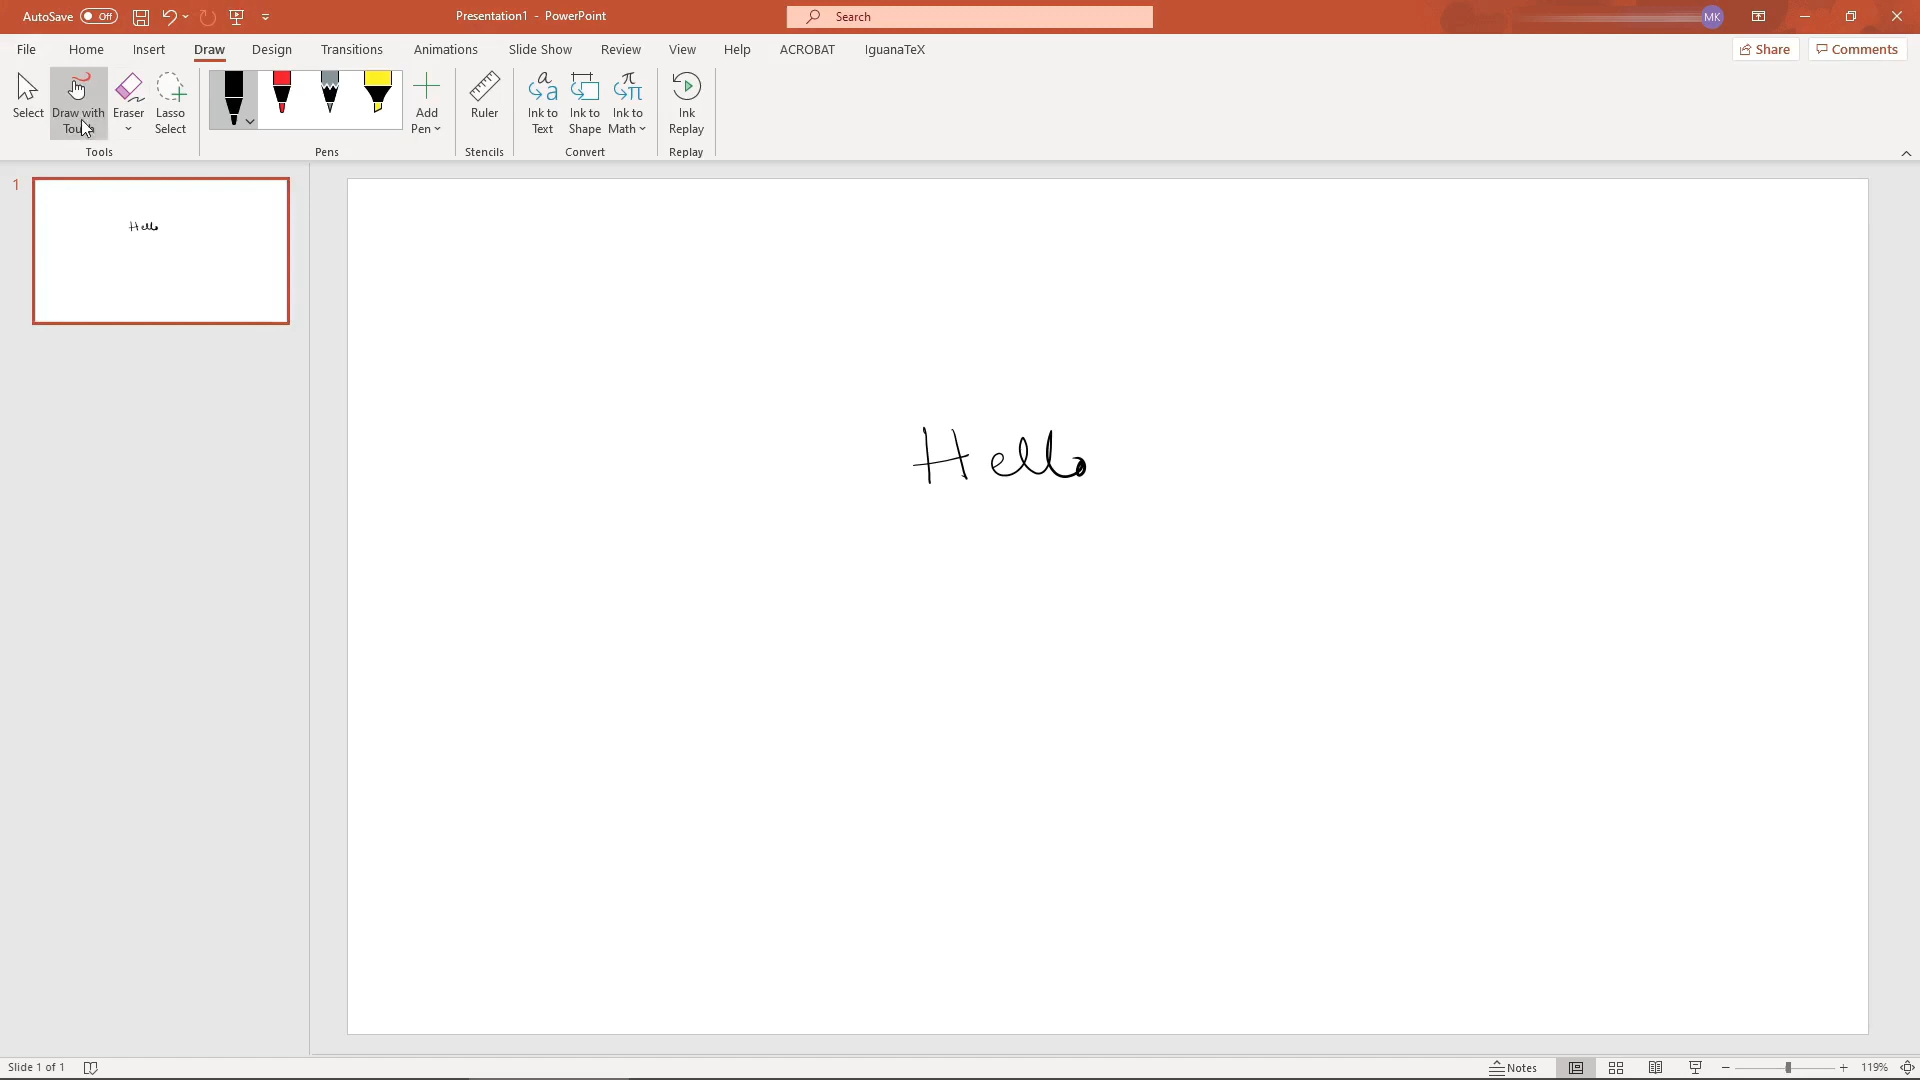 AutoSave Off
Presentation1 - PowerPoint
Search
MK
File Home Insert Draw Design Transitions Animations Slide Show Review View Help ACROBAT IguanaTeX
Share Comments
Select
Draw with
Eraser
Lasso
Select
Add
Pen
Ruler
Ink to
Text
Ink to
Shape
Ink to
Math
Ink
Replay
Tools Pens Stencils Convert Replay
1
Hello
Hello
Slide 1 of 1
Notes
119%